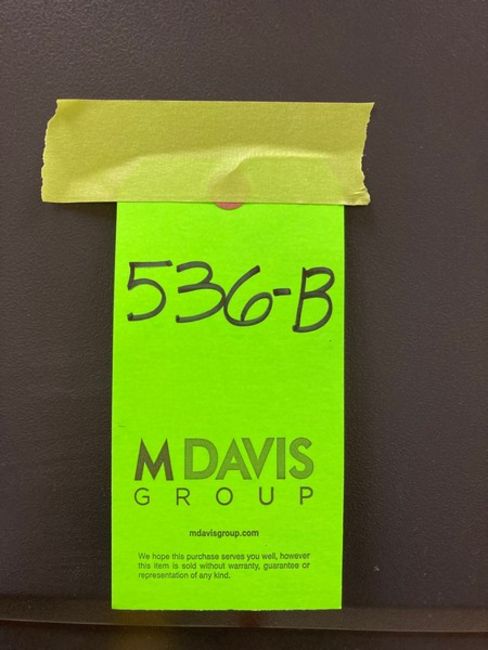 536-B
M DAVIS
GROUP
mdavisgroup.com
We hope this purchase serves you well, however
this item is sold without warranty, guarantee or
representation of any kind.